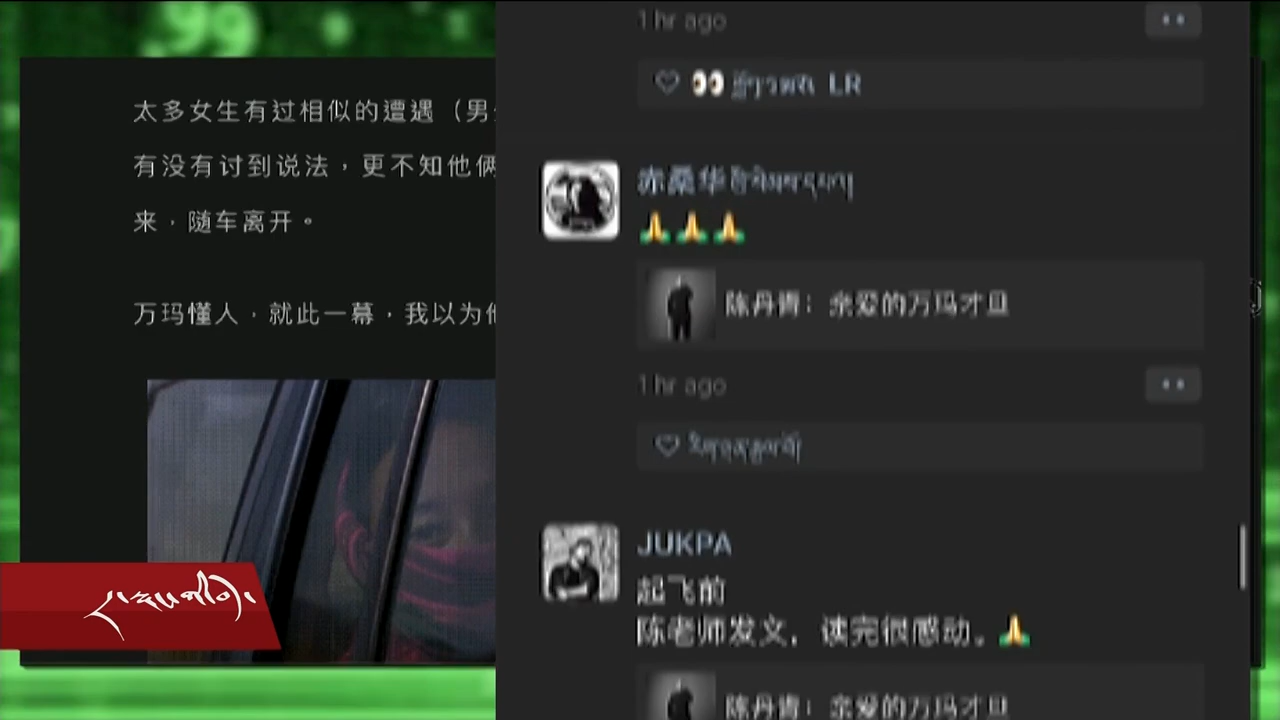 太多女生有过相似的遭遇（男
有没有讨到说法，更不知他俩
来，随车离开。
万玛懂人，就此一幕，我以为
1 hr ago
LR
赤桑华
陈丹青：亲爱的万玛才旦
1 hr ago
JUKPA
起飞前
陈老师发文，读完很感动。
陈丹青：亲爱的万玛才旦